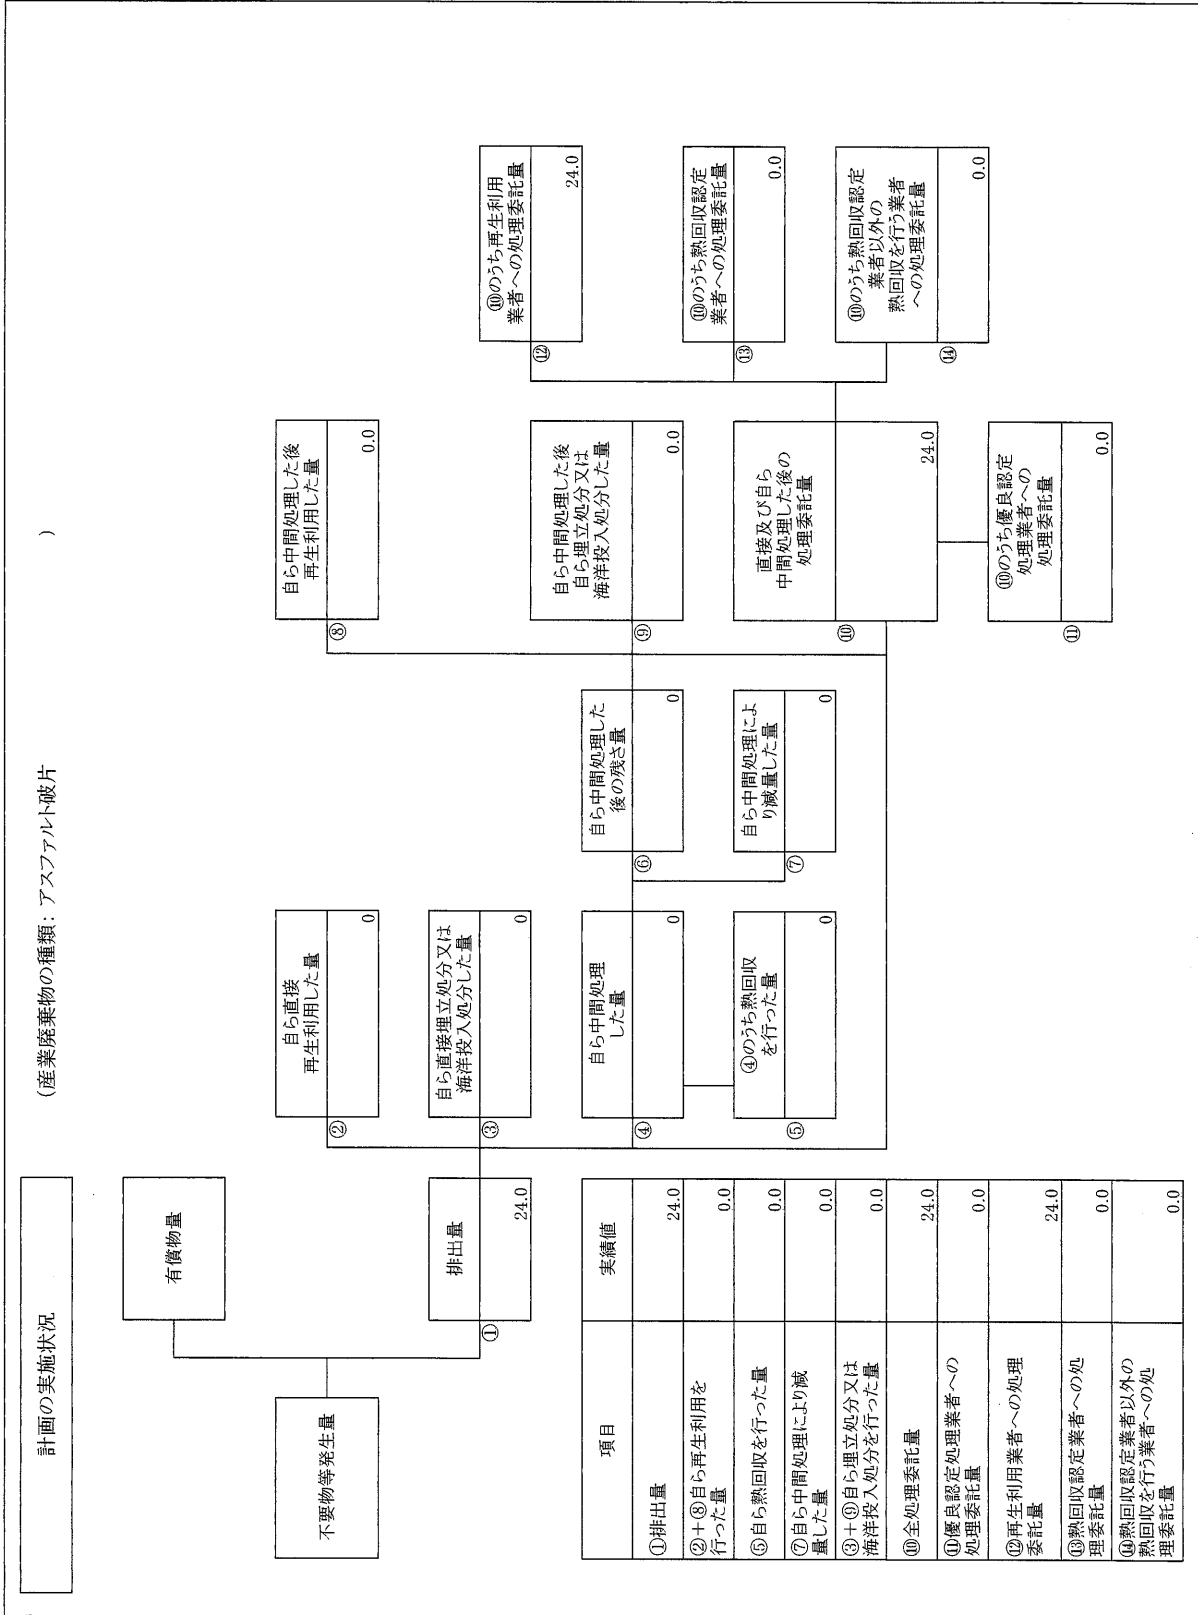 計画の実施状況
(産業廃棄物の種類: アスファルト破片
)
不要物等発生量
有償物量
排出量
①
24.0
自ら直接
再生利用した量
②
0
自ら直接埋立処分又は
海洋投入処分した量
③
0
自ら中間処理
した量
④
0
④のうち熱回収
を行った量
⑤
0
自ら中間処理した
後の残さ量
⑥
0
自ら中間処理によ
り減量した量
⑦
0
自ら中間処理した後
再生利用した量
⑧
0.0
自ら中間処理した後
自ら埋立処分又は
海洋投入処分した量
⑨
0.0
直接及び自ら
中間処理した後の
処理委託量
⑩
24.0
⑩のうち優良認定
処理業者への
処理委託量
⑪
0.0
⑩のうち再生利用
業者への処理委託量
⑫
24.0
⑩のうち熱回収認定
業者への処理委託量
⑬
0.0
⑩のうち熱回収認定
業者以外の
熱回収を行う業者
への処理委託量
⑭
0.0
項目 実績値
①排出量 24.0
②+⑧自ら再生利用を
行った量 0.0
⑤自ら熱回収を行った量 0.0
⑦自ら中間処理により減
量した量 0.0
③+⑨自ら埋立処分又は
海洋投入処分を行った量 0.0
⑩全処理委託量 24.0
⑪優良認定処理業者への
処理委託量 0.0
⑫再生利用業者への処理
委託量 24.0
⑬熱回収認定業者への処
理委託量 0.0
⑭熱回収認定業者以外の
熱回収を行う業者への処
理委託量 0.0